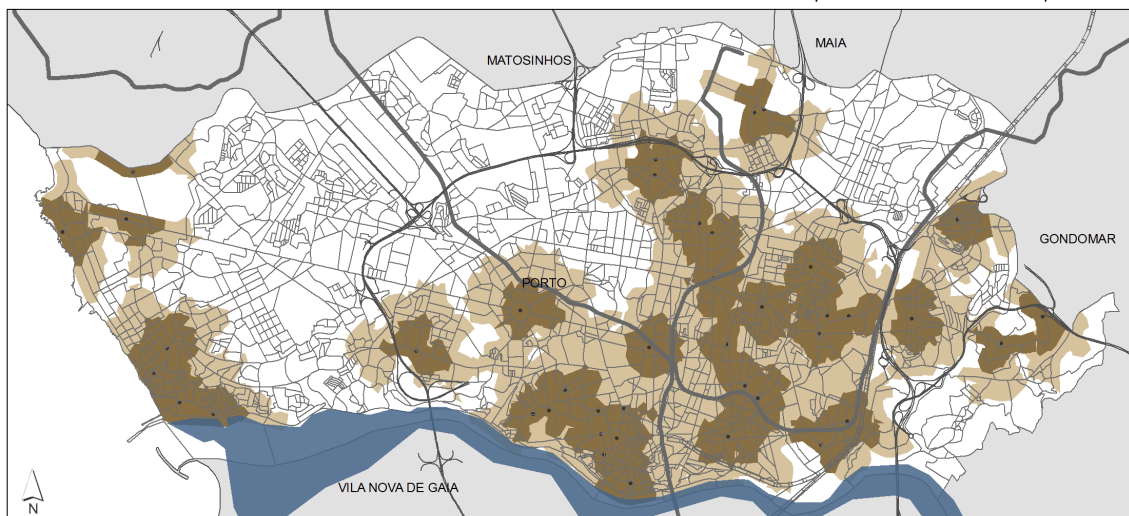 MAIA
MATOSINHOS
GONDOMAR
PORTO
VILA NOVA DE GAIA
N